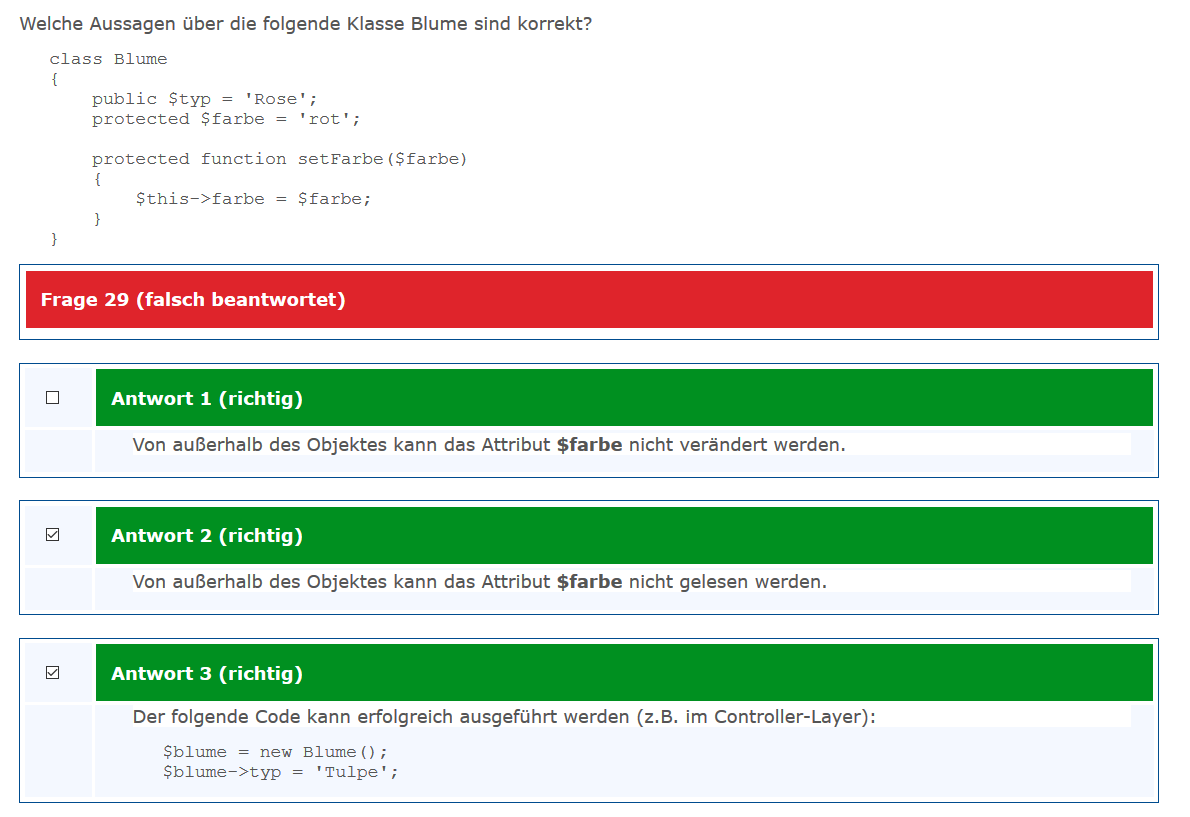 Welche Aussagen über die folgende Klasse Blume sind korrekt?
class Blume
{
    public $typ = 'Rose';
    protected $farbe = 'rot';
    protected function setFarbe($farbe)
    {
        $this->farbe = $farbe;
    }
}
Frage 29 (falsch beantwortet)
Antwort 1 (richtig)
Von außerhalb des Objektes kann das Attribut $farbe nicht verändert werden.
Antwort 2 (richtig)
Von außerhalb des Objektes kann das Attribut $farbe nicht gelesen werden.
Antwort 3 (richtig)
Der folgende Code kann erfolgreich ausgeführt werden (z.B. im Controller-Layer):
$blume = new Blume();
$blume->typ = 'Tulpe';